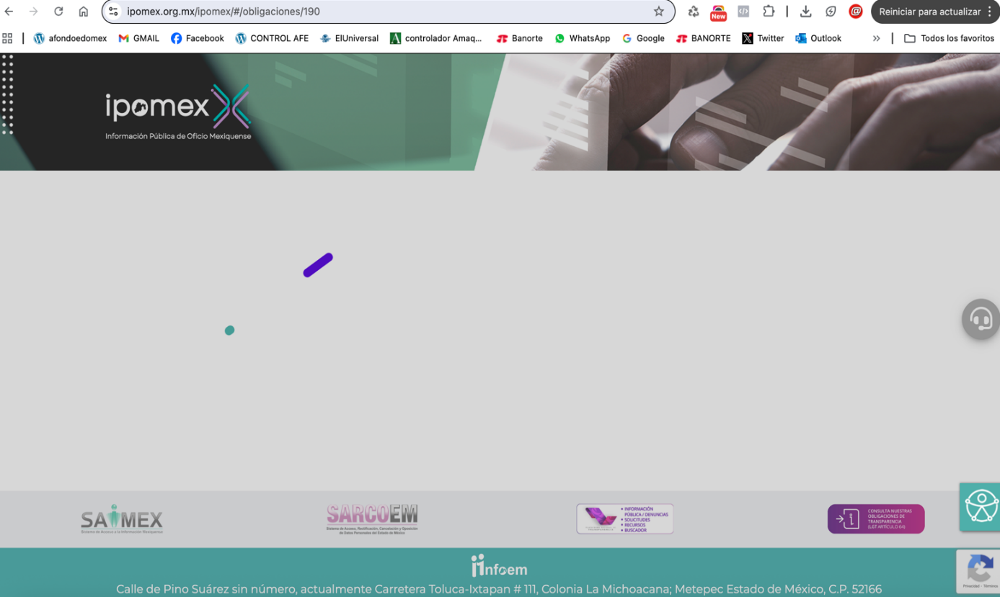 ipomex.org.mx/ipomex/#/obligaciones/190
New
@
Reiniciar para actualizar
afondoedomex
GMAIL
Facebook
CONTROL AFE
ElUniversal
controlador Amaq...
Banorte
WhatsApp
Google
BANORTE
Twitter
Outlook
Todos los favoritos
ipomex
Información Pública de Oficio Mexiquense
SAIMEX
Sistema de Acceso a la Información Mexiquense
SARCOEM
Sistema de Acceso, Rectificación, Cancelación y Oposición
de Datos Personales del Estado de México
• INFORMACIÓN
PÚBLICA / DENUNCIAS
• SOLICITUDES
• RECURSOS
• BUSCADOR
CONSULTA NUESTRAS
OBLIGACIONES DE
TRANSPARENCIA
(LGT ARTÍCULO 64)
infoem
Calle de Pino Suárez sin número, actualmente Carretera Toluca-Ixtapan # 111, Colonia La Michoacana; Metepec Estado de México, C.P. 52166
Privacidad - Términos